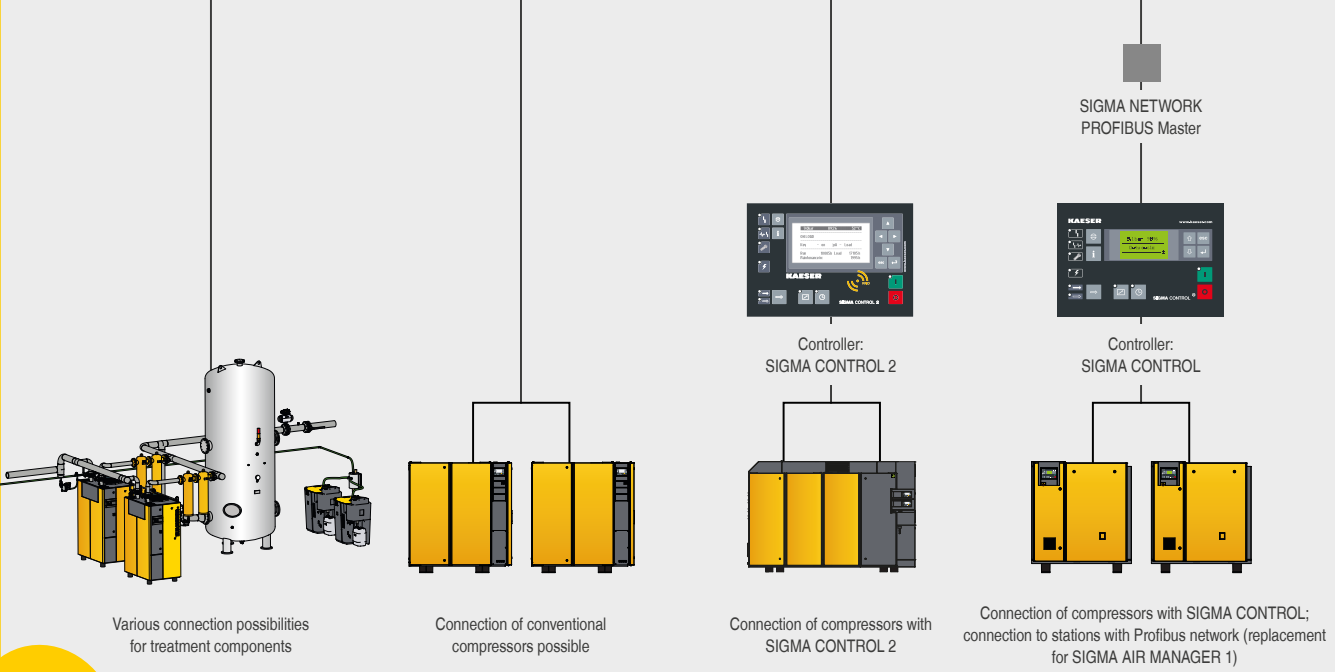 SIGMA NETWORK
PROFIBUS Master
KAESER
SIGMA CONTROL 2
KAESER
SIGMA CONTROL
Controller:
SIGMA CONTROL 2
Controller:
SIGMA CONTROL
Various connection possibilities
for treatment components
Connection of conventional
compressors possible
Connection of compressors with
SIGMA CONTROL 2
Connection of compressors with SIGMA CONTROL;
connection to stations with Profibus network (replacement
for SIGMA AIR MANAGER 1)